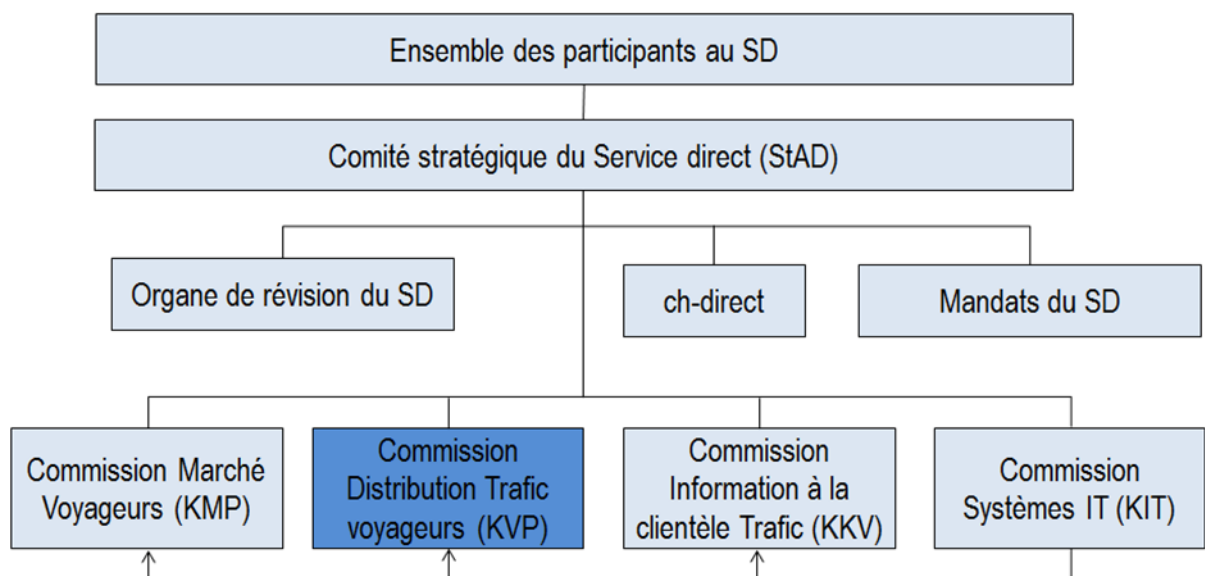 Ensemble des participants au SD
Comité stratégique du Service direct (StAD)
Organe de révision du SD
ch-direct
Mandats du SD
Commission Marché
Voyageurs (KMP)
Commission
Distribution Trafic
voyageurs (KVP)
Commission
Information à la
clientèle Trafic (KKV)
Commission
Systèmes IT (KIT)